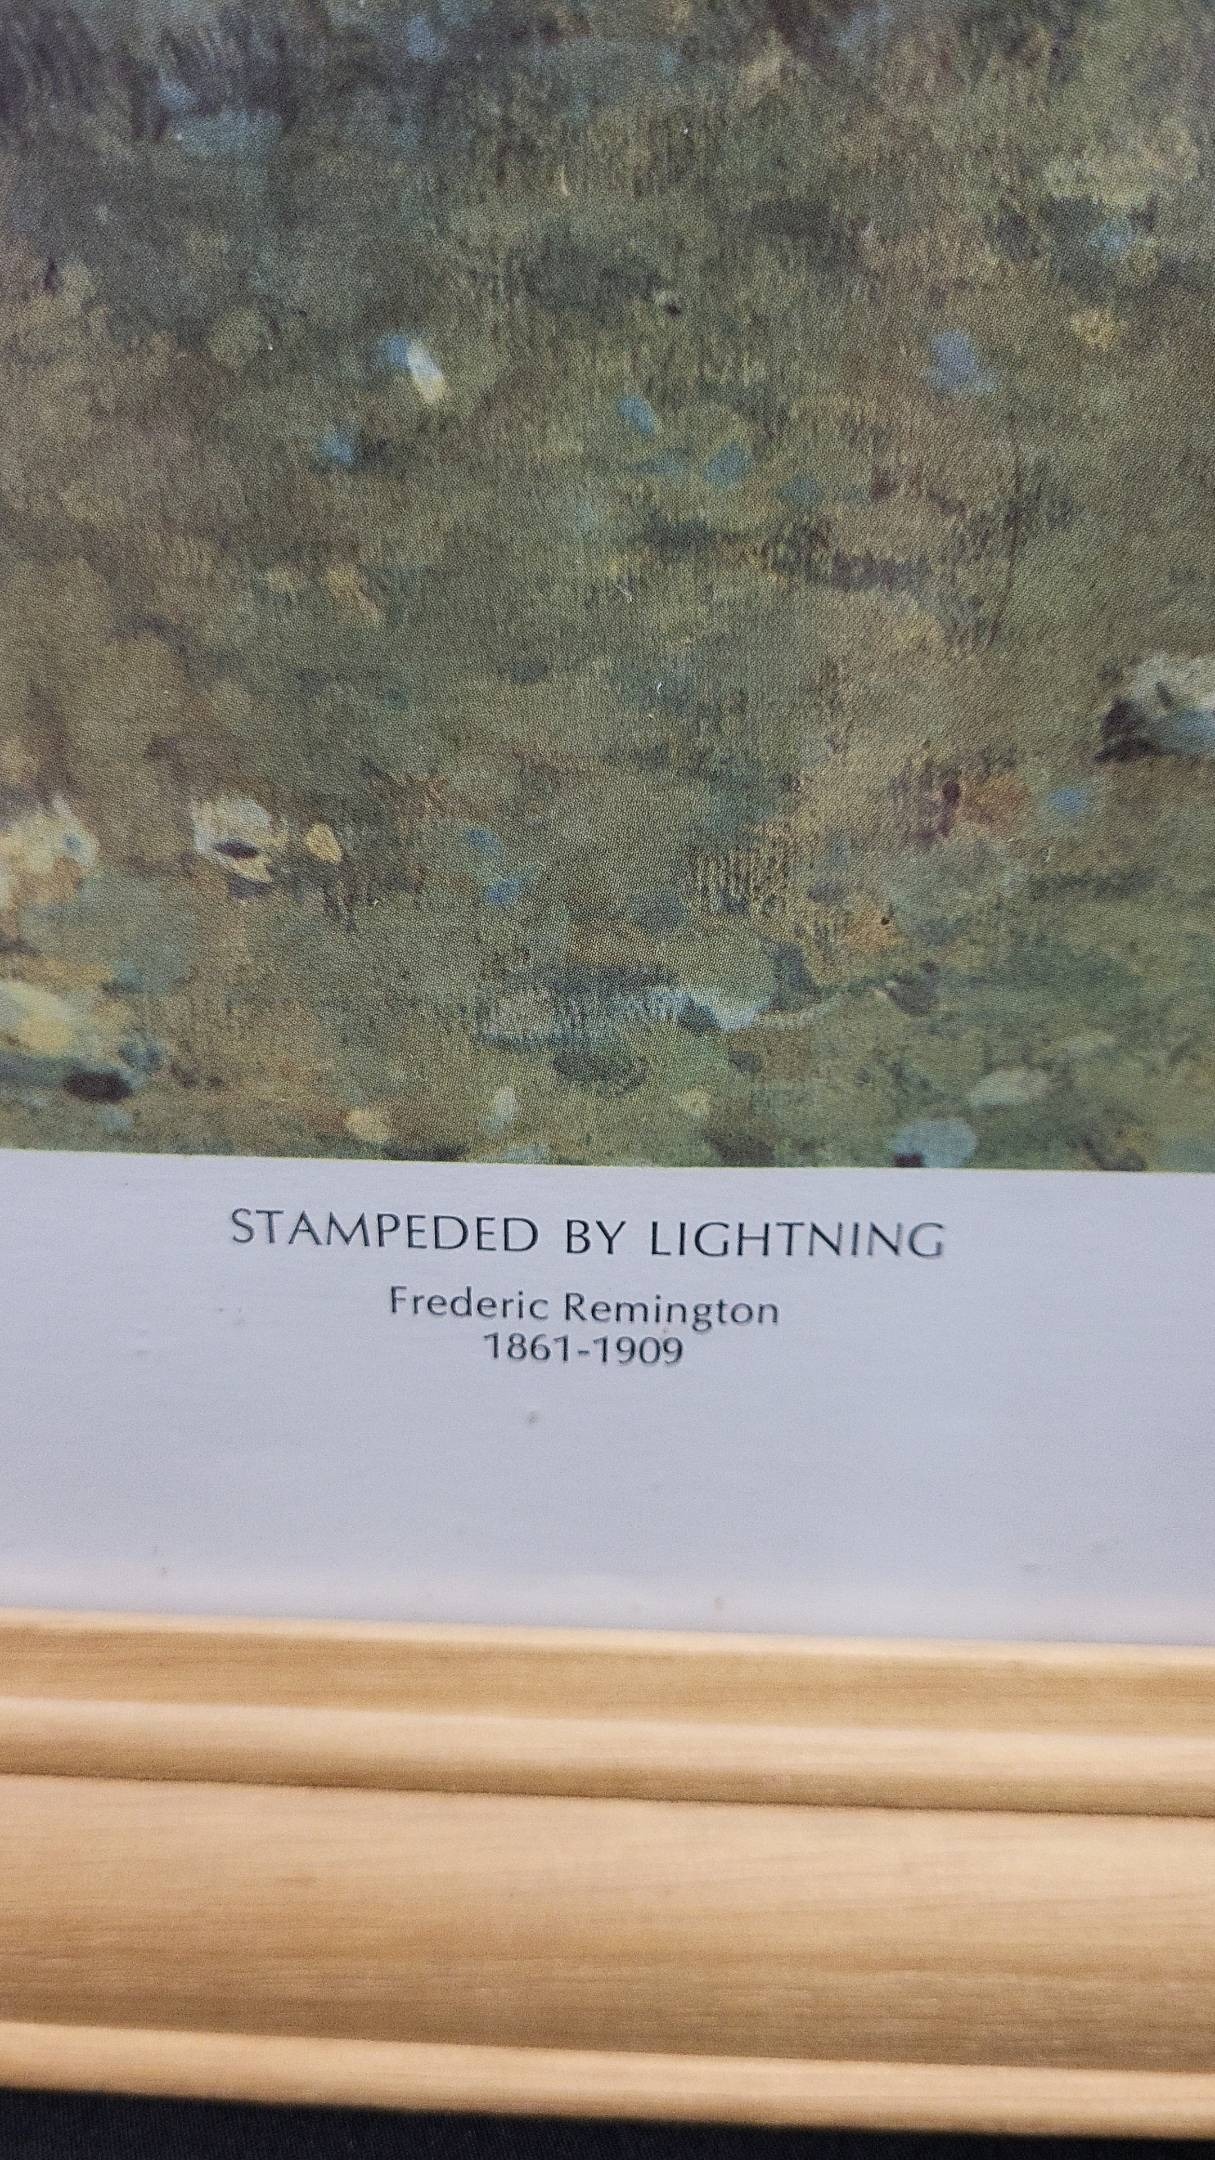 STAMPEDED BY LIGHTNING
Frederic Remington
1861-1909